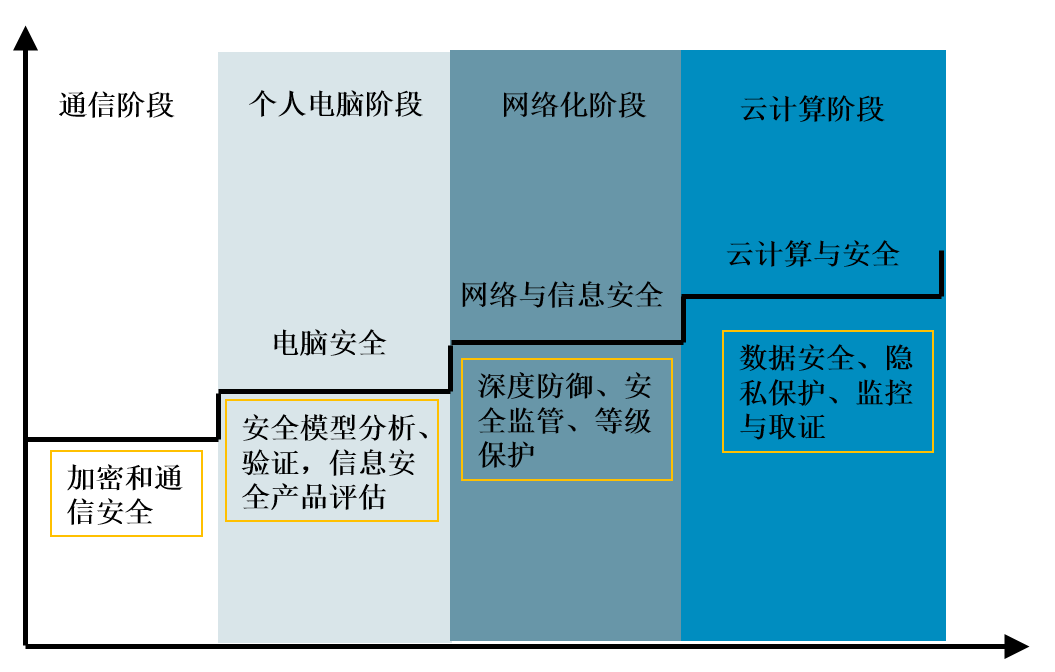 通信阶段
个人电脑阶段
网络化阶段
云计算阶段
云计算与安全
网络与信息安全
电脑安全
数据安全、隐
私保护、监控
与取证
深度防御、安
全监管、等级
保护
安全模型分析、
验证，信息安
全产品评估
加密和通
信安全